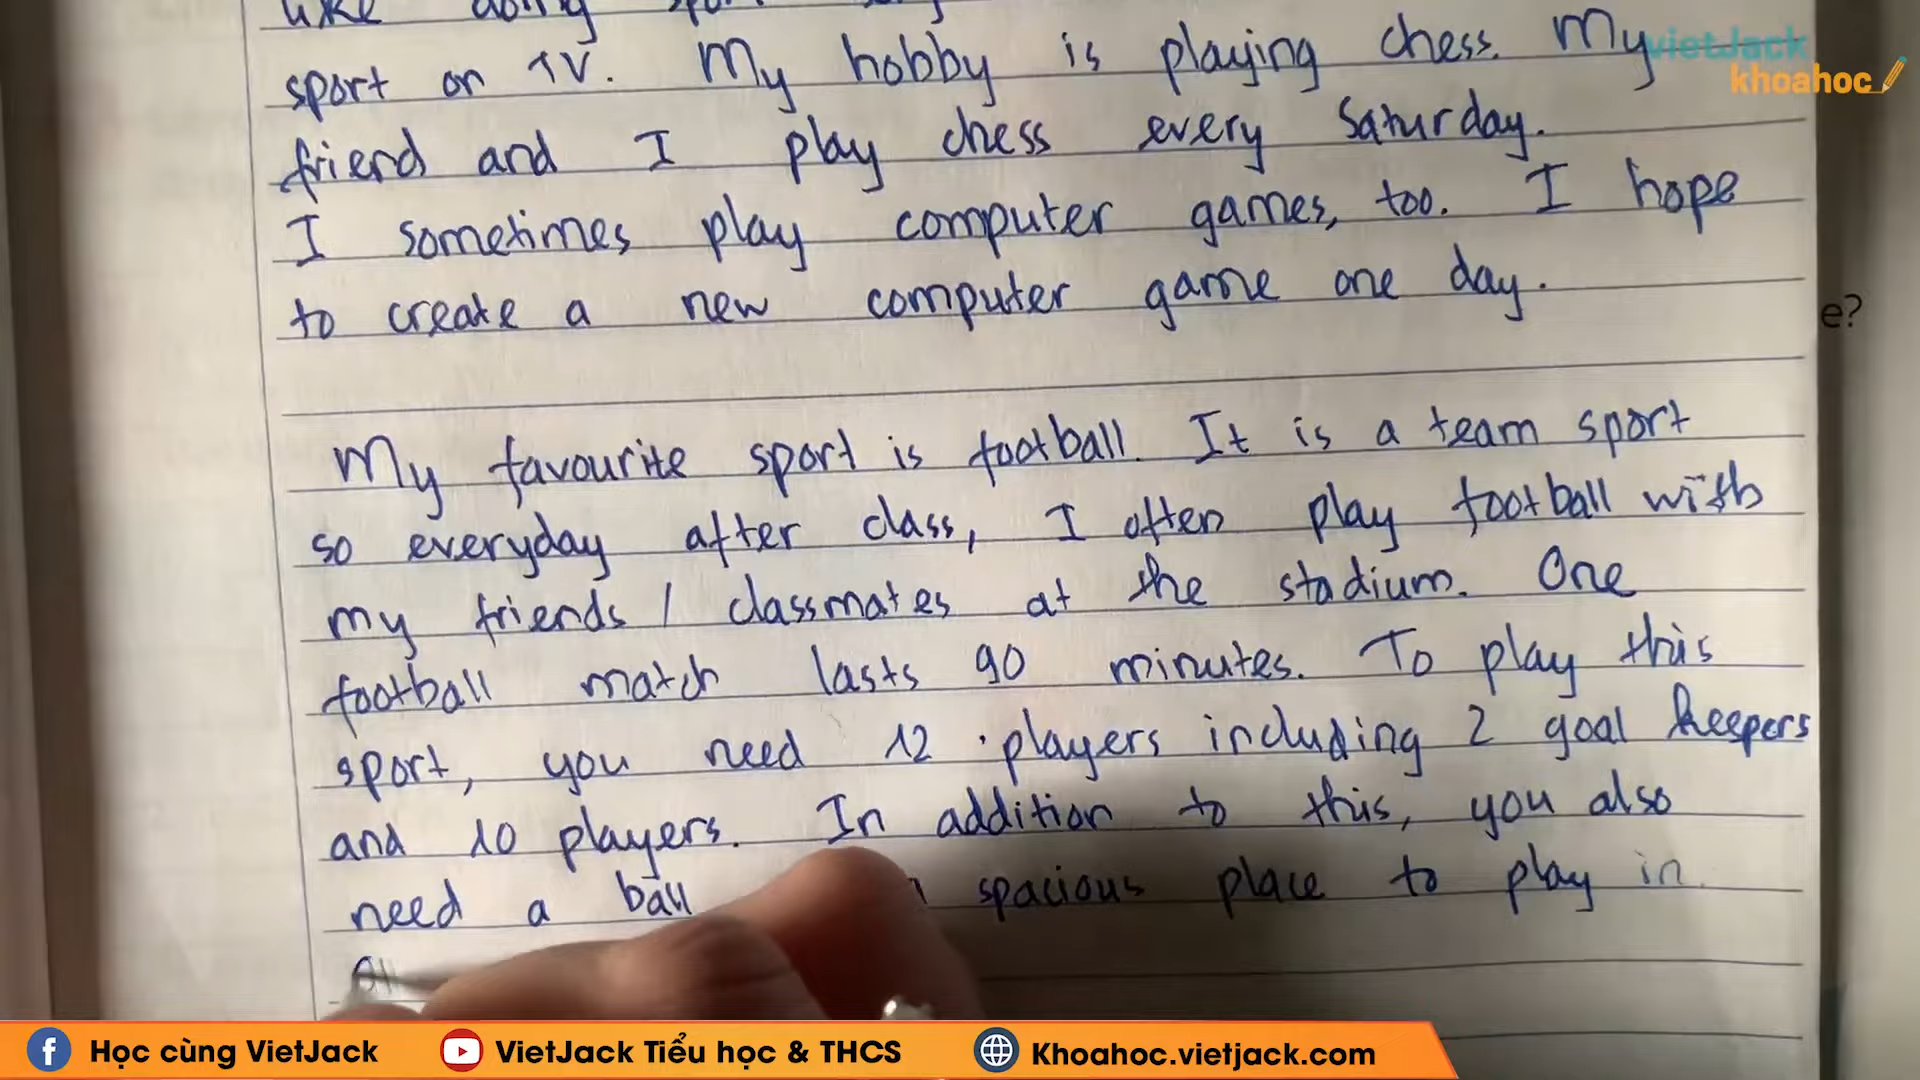 like doing sport
sport on TV. My hobby is playing chess. My
friend and I play chess every Saturday.
I sometimes play computer games, too. I hope
to create a new computer game one day.
My favourite sport is football. It is a team sport
so everyday after class, I often play football with
my friends / classmates at the stadium. One
football match lasts 90 minutes. To play this
sport, you need 12 players including 2 goal keepers
and 10 players. In addition to this, you also
need a ball spacious place to play in.
vietJack
khoahoc
e?
Học cùng VietJack
VietJack Tiểu học & THCS
Khoahoc.vietjack.com